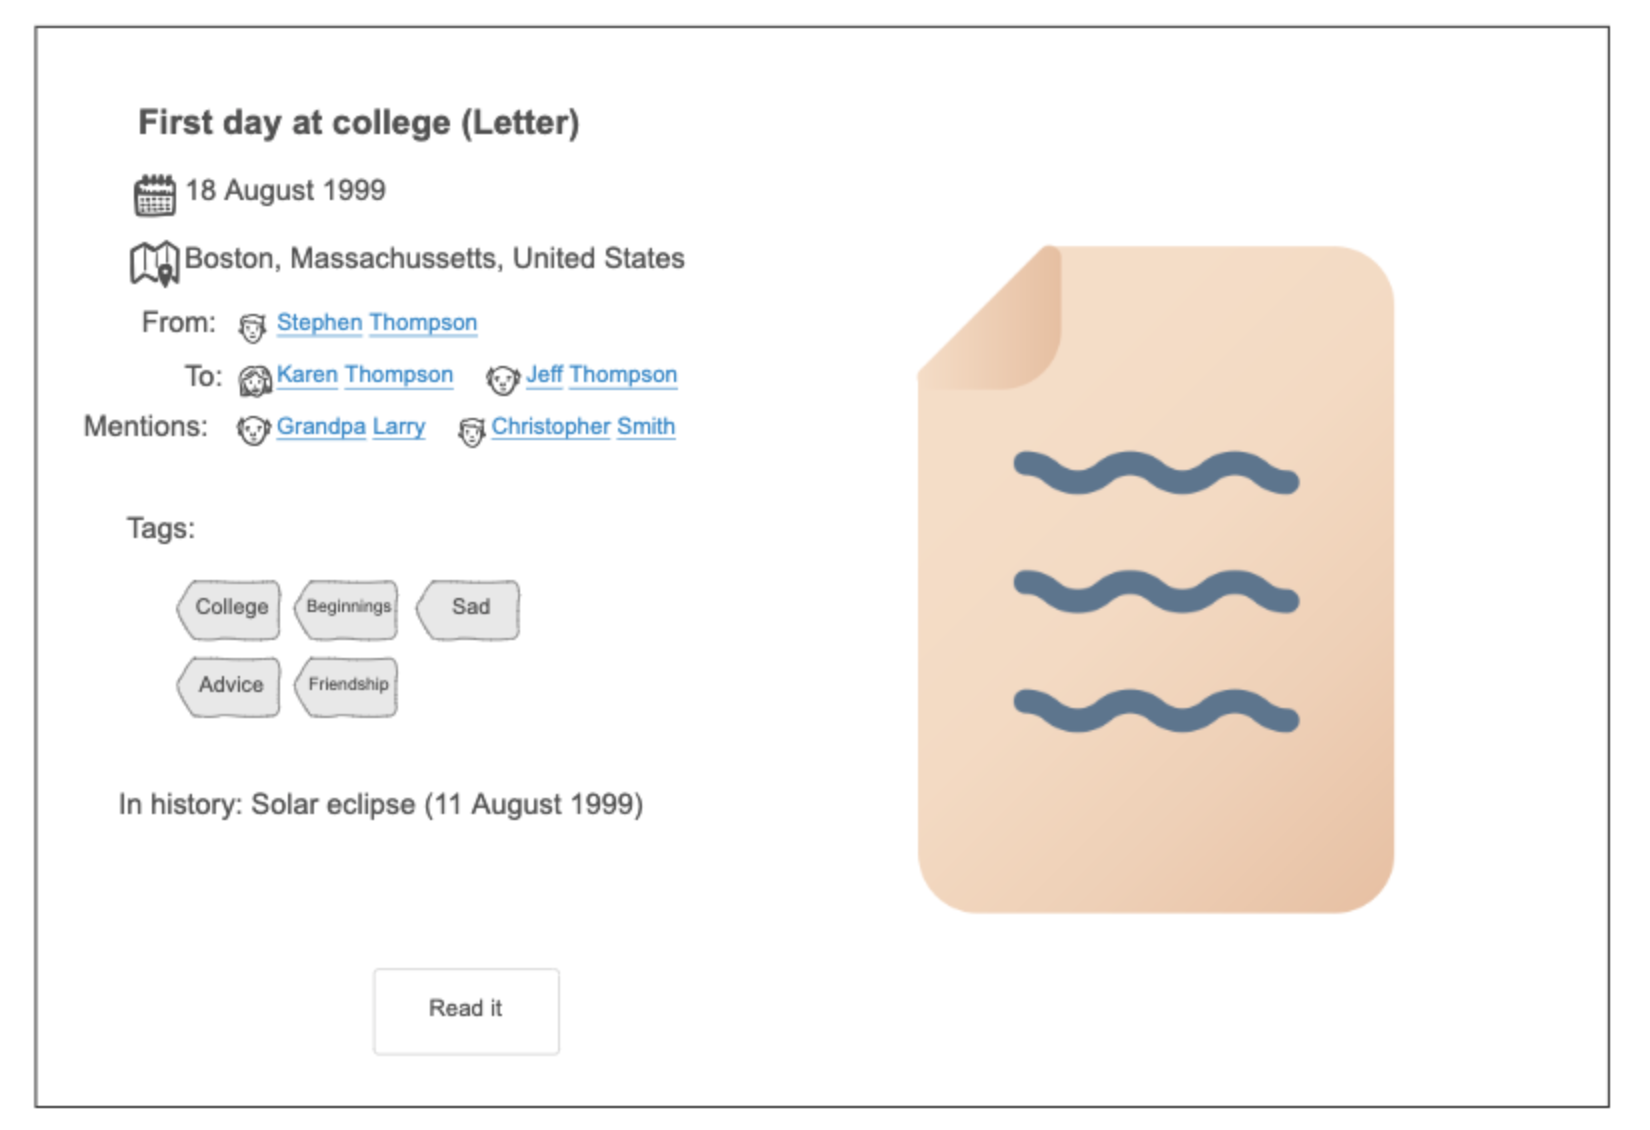 First day at college (Letter)
18 August 1999
Boston, Massachussetts, United States
From: Stephen Thompson
To: Karen Thompson Jeff Thompson
Mentions: Grandpa Larry Christopher Smith
Tags:
College Beginnings Sad
Advice Friendship
In history: Solar eclipse (11 August 1999)
Read it